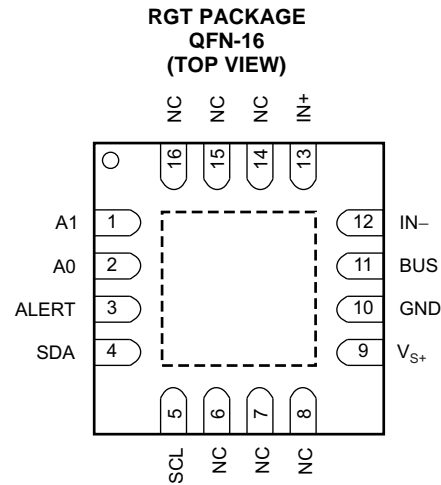 RGT PACKAGE
QFN-16
(TOP VIEW)
NC NC NC IN+
16 15 14 13
A1 1 12 IN–
A0 2 11 BUS
ALERT 3 10 GND
SDA 4 9 VS+
5 6 7 8
SCL NC NC NC